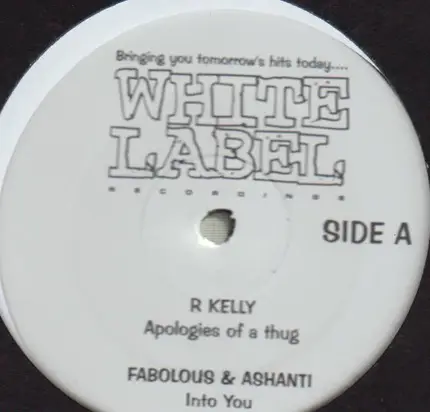 Bringing you tomorrow's hits today....
WHITE
LABEL
RECORDINGS
SIDE A
R KELLY
Apologies of a thug
FABOLOUS & ASHANTI
Into You